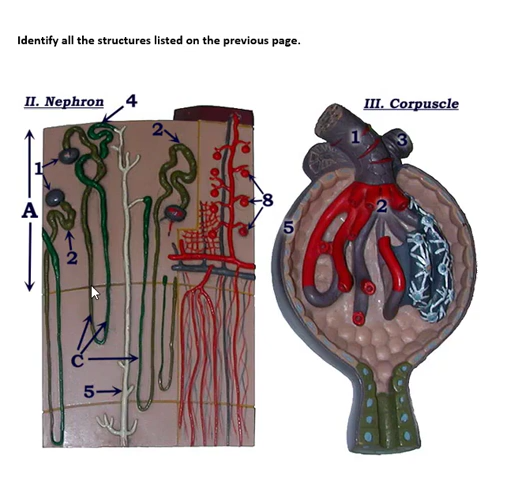 Identify all the structures listed on the previous page.
II. Nephron
4
III. Corpuscle
2
1
3
1
8
A
2
5
2
C
5